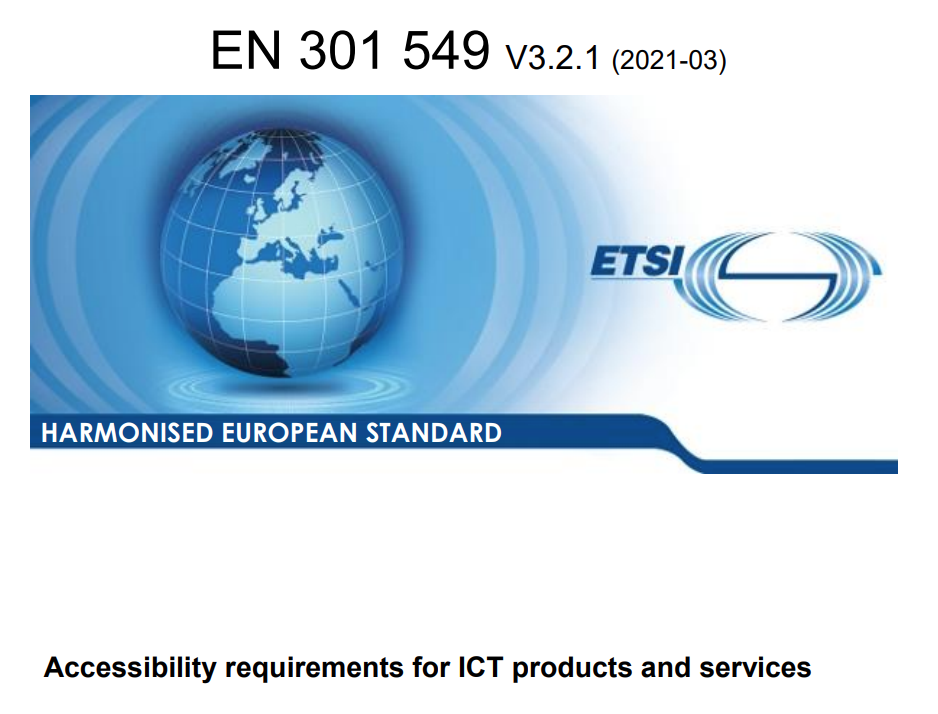 EN 301 549 V3.2.1 (2021-03)
ETSI
HARMONISED EUROPEAN STANDARD
Accessibility requirements for ICT products and services